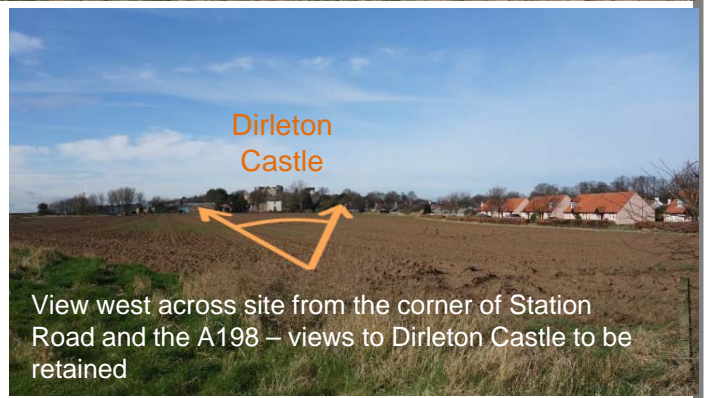 Dirleton
Castle
View west across site from the corner of Station
Road and the A198 – views to Dirleton Castle to be
retained